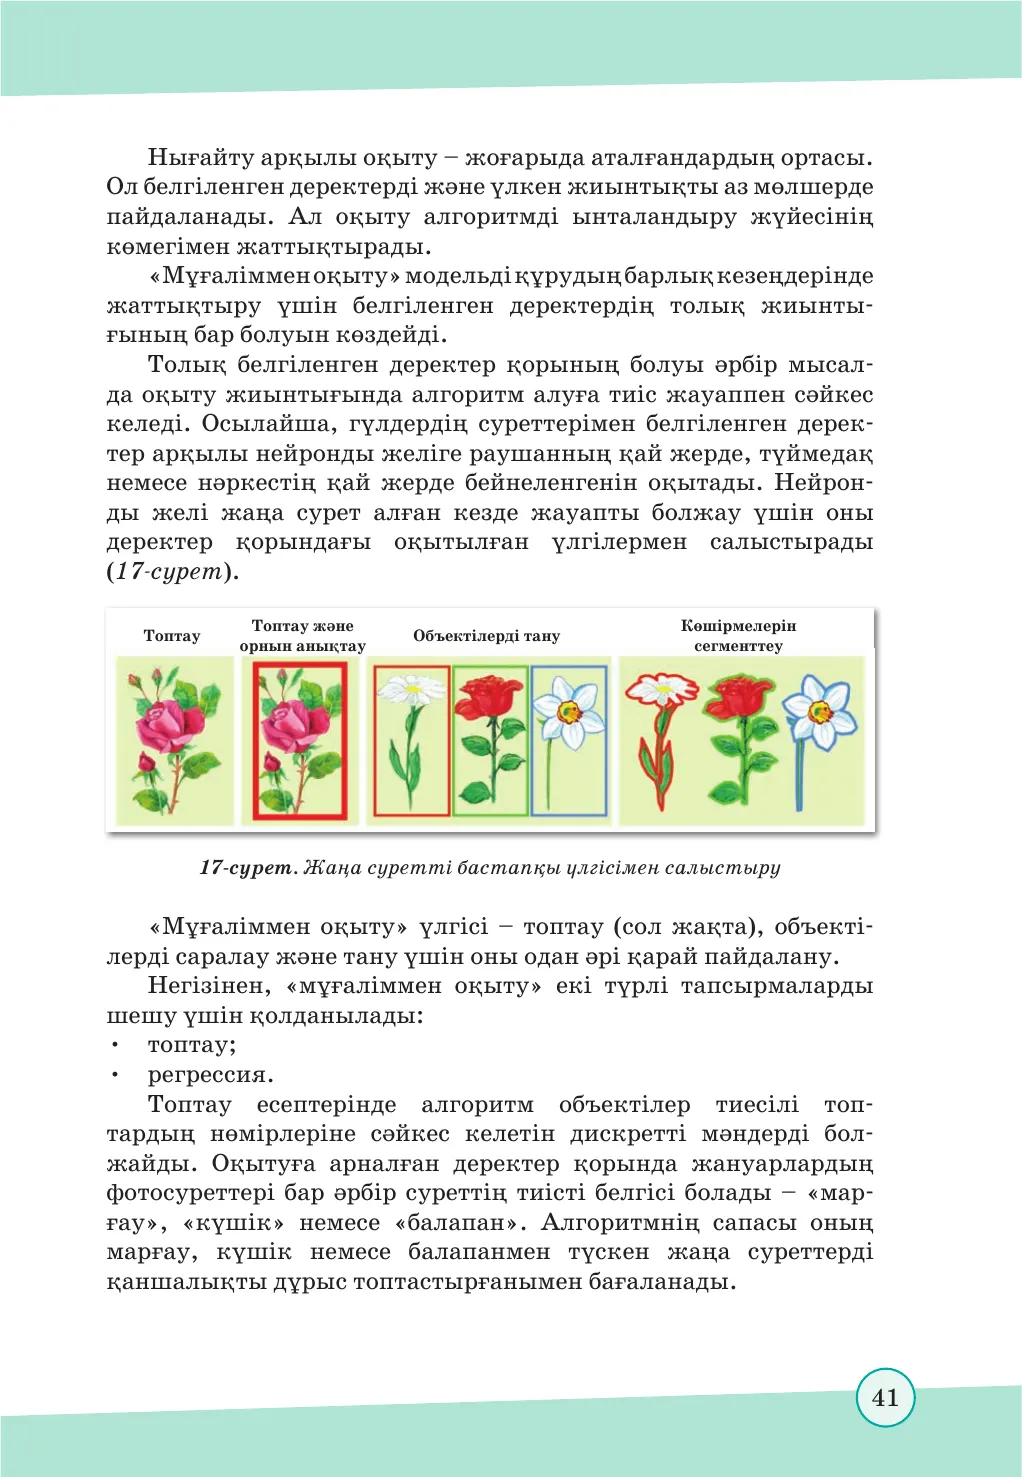 Нығайту арқылы оқыту – жоғарыда аталғандардың ортасы.
Ол белгіленген деректерді және үлкен жиынтықты аз мөлшерде
пайдаланады. Ал оқыту алгоритмді ынталандыру жүйесінің
көмегімен жаттықтырады.
«Мұғаліммен оқыту» модельді құрудың барлық кезеңдерінде
жаттықтыру үшін белгіленген деректердің толық жиынты-
ғының бар болуын көздейді.
Толық белгіленген деректер қорының болуы әрбір мысал-
да оқыту жиынтығында алгоритм алуға тиіс жауаппен сәйкес
келеді. Осылайша, гүлдердің суреттерімен белгіленген дерек-
тер арқылы нейронды желіге раушанның қай жерде, түймедақ
немесе нәркестің қай жерде бейнеленгенін оқытады. Нейрон-
ды желі жаңа сурет алған кезде жауапты болжау үшін оны
деректер қорындағы оқытылған үлгілермен салыстырады
(17-сурет).
Топтау
Топтау және
орнын анықтау
Объектілерді тану
Көшірмелерін
сегменттеу
17-сурет. Жаңа суретті бастапқы үлгісімен салыстыру
«Мұғаліммен оқыту» үлгісі – топтау (сол жақта), объекті-
лерді саралау және тану үшін оны одан әрі қарай пайдалану.
Негізінен, «мұғаліммен оқыту» екі түрлі тапсырмаларды
шешу үшін қолданылады:
• топтау;
• регрессия.
Топтау есептерінде алгоритм объектілер тиесілі топ-
тардың нөмірлеріне сәйкес келетін дискретті мәндерді бол-
жайды. Оқытуға арналған деректер қорында жануарлардың
фотосуреттері бар әрбір суреттің тиісті белгісі болады – «мар-
ғау», «күшік» немесе «балапан». Алгоритмнің сапасы оның
марғау, күшік немесе балапанмен түскен жаңа суреттерді
қаншалықты дұрыс топтастырғанымен бағаланады.
41